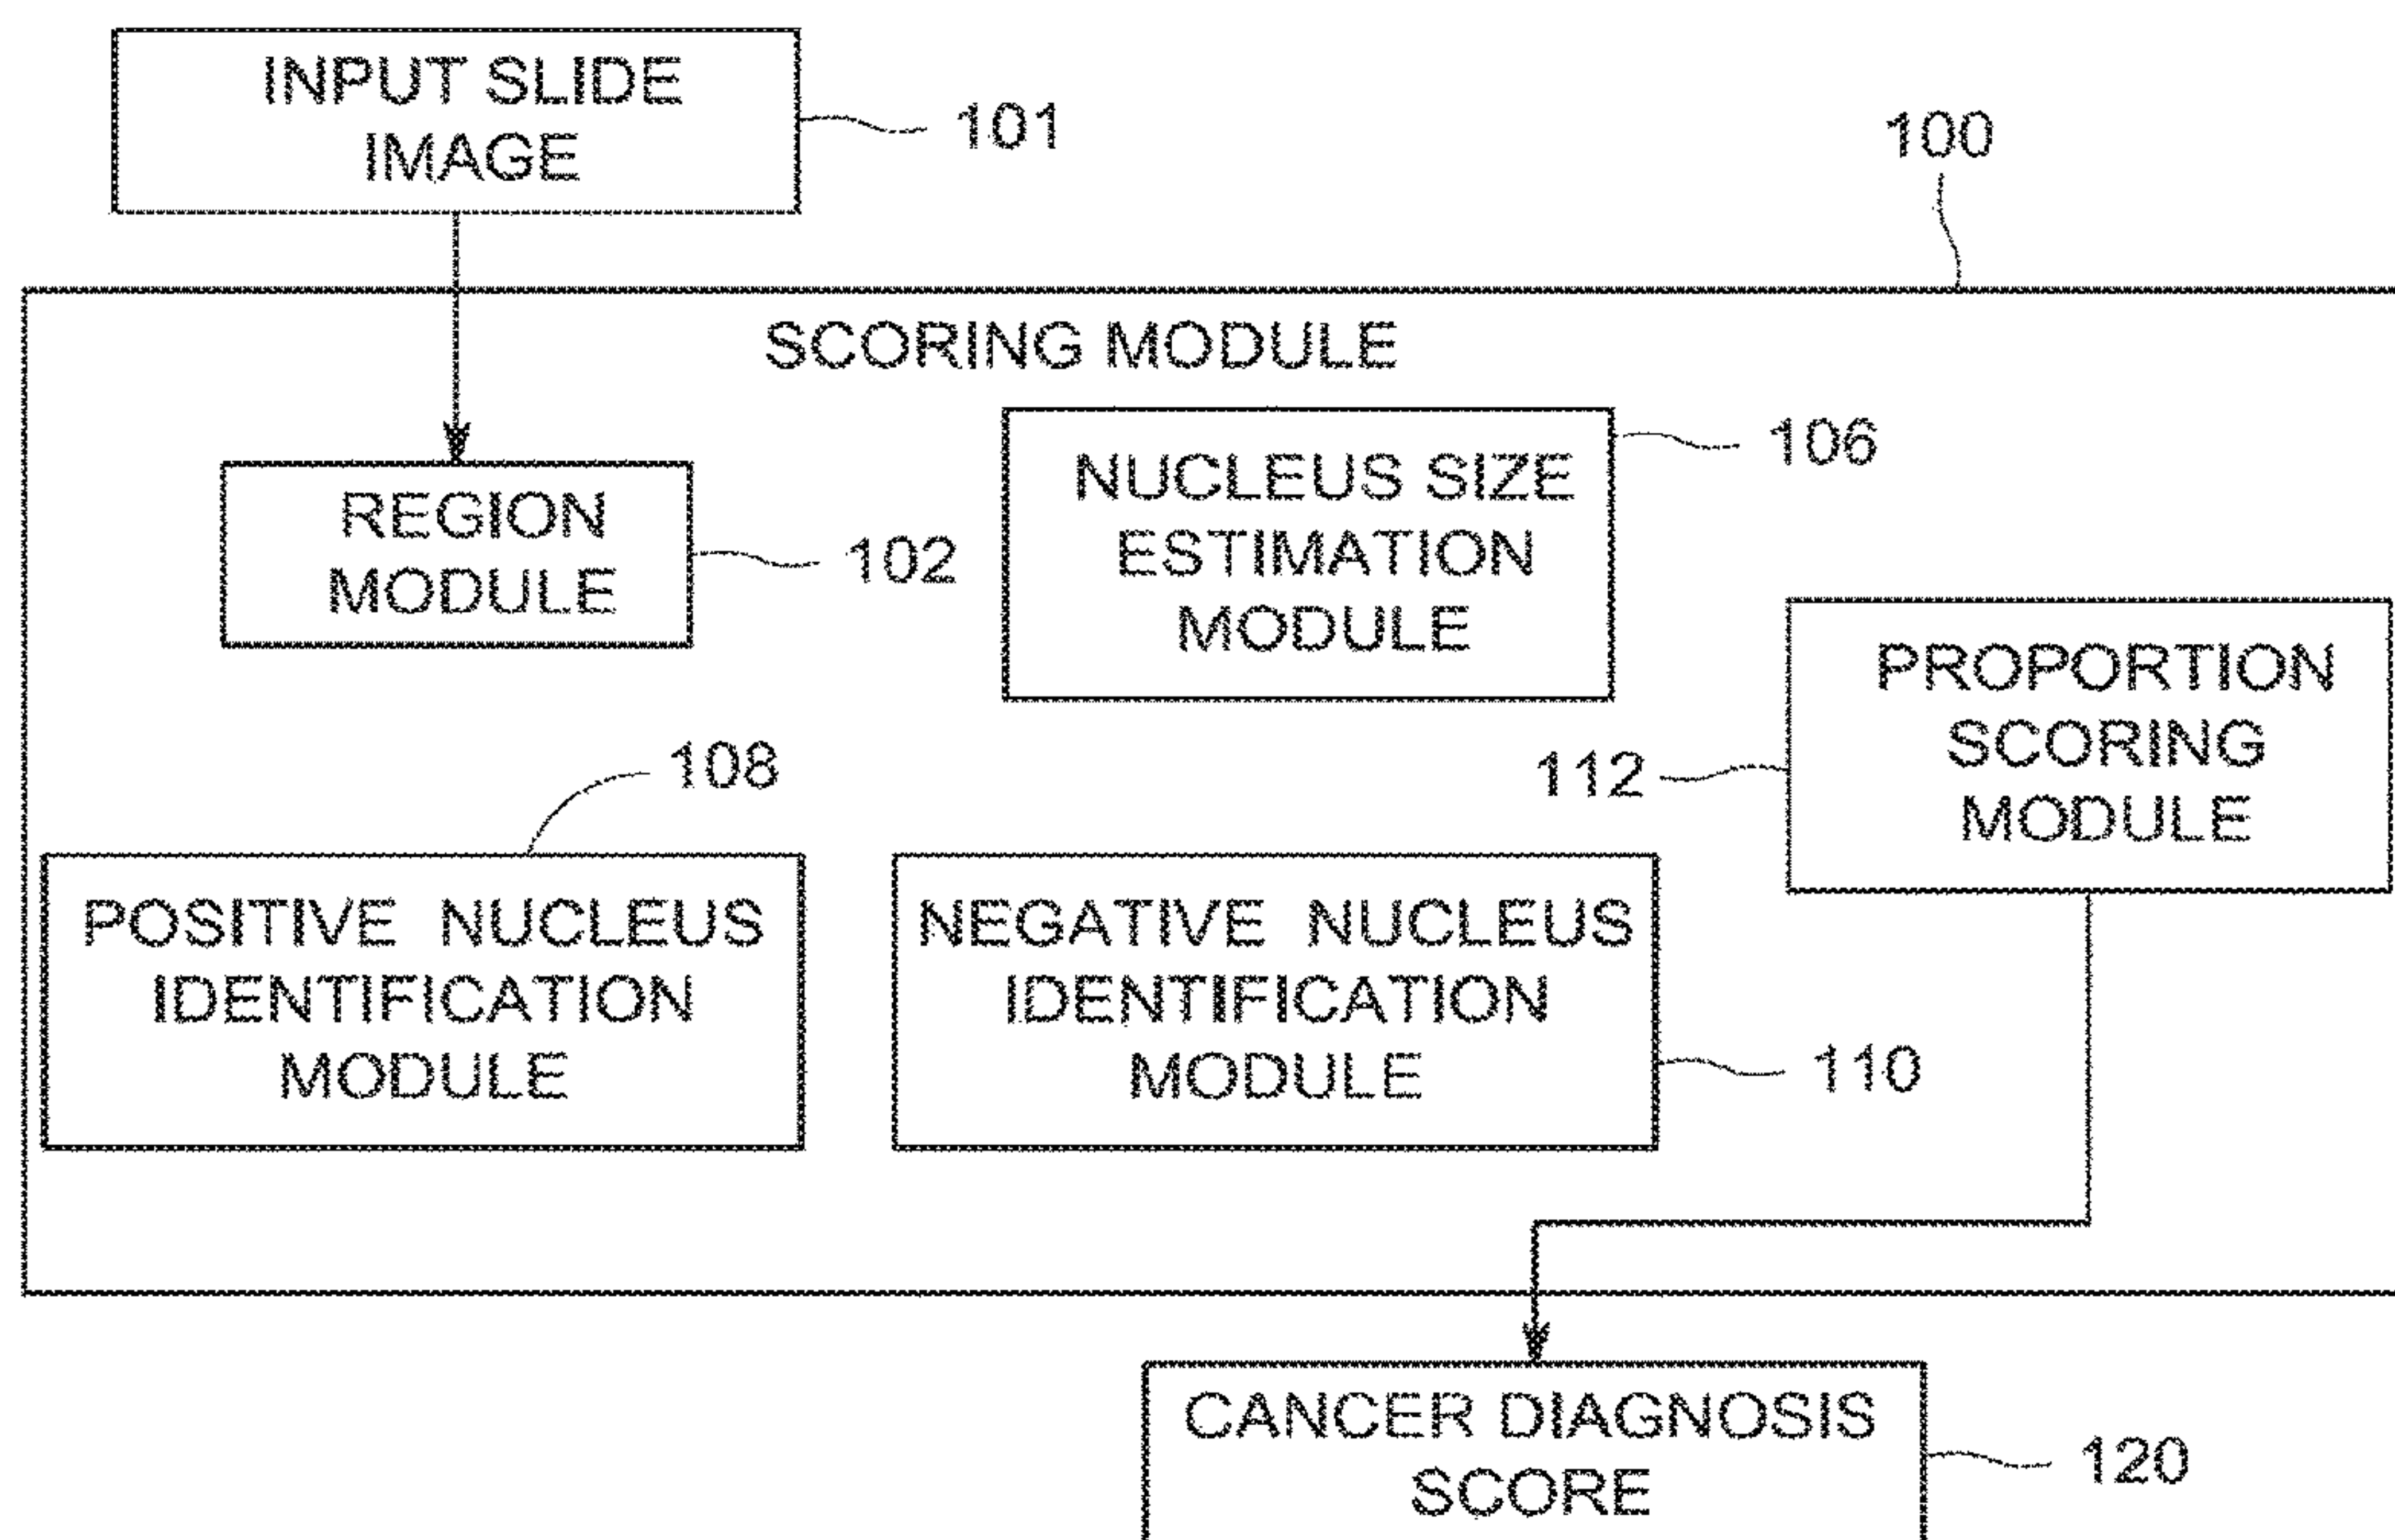 INPUT SLIDE
IMAGE
101
100
SCORING MODULE
REGION
MODULE
102
NUCLEUS SIZE
ESTIMATION
MODULE
106
PROPORTION
SCORING
MODULE
112
108
POSITIVE NUCLEUS
IDENTIFICATION
MODULE
NEGATIVE NUCLEUS
IDENTIFICATION
MODULE
110
CANCER DIAGNOSIS
SCORE
120